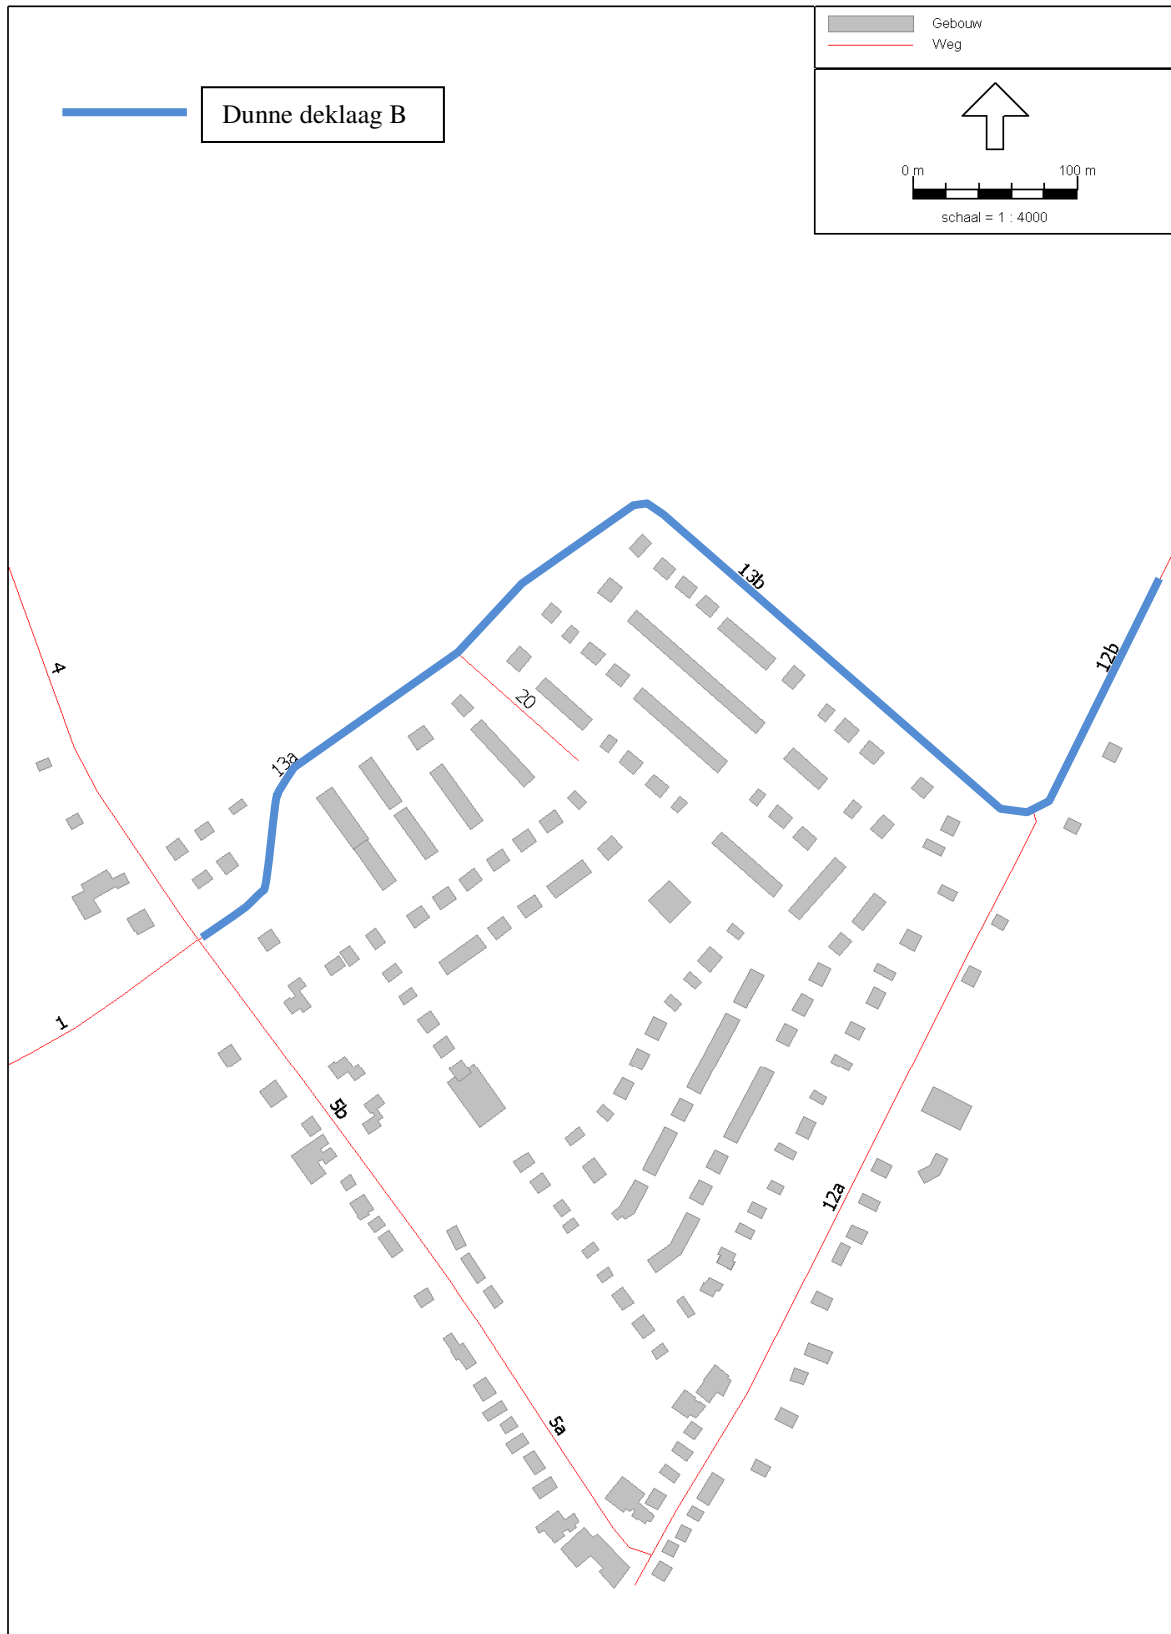 Gebouw
Weg
Dunne deklaag B
0 m 100 m
schaal = 1 : 4000
13b
12b
4
20
13a
1
5b
12a
5a